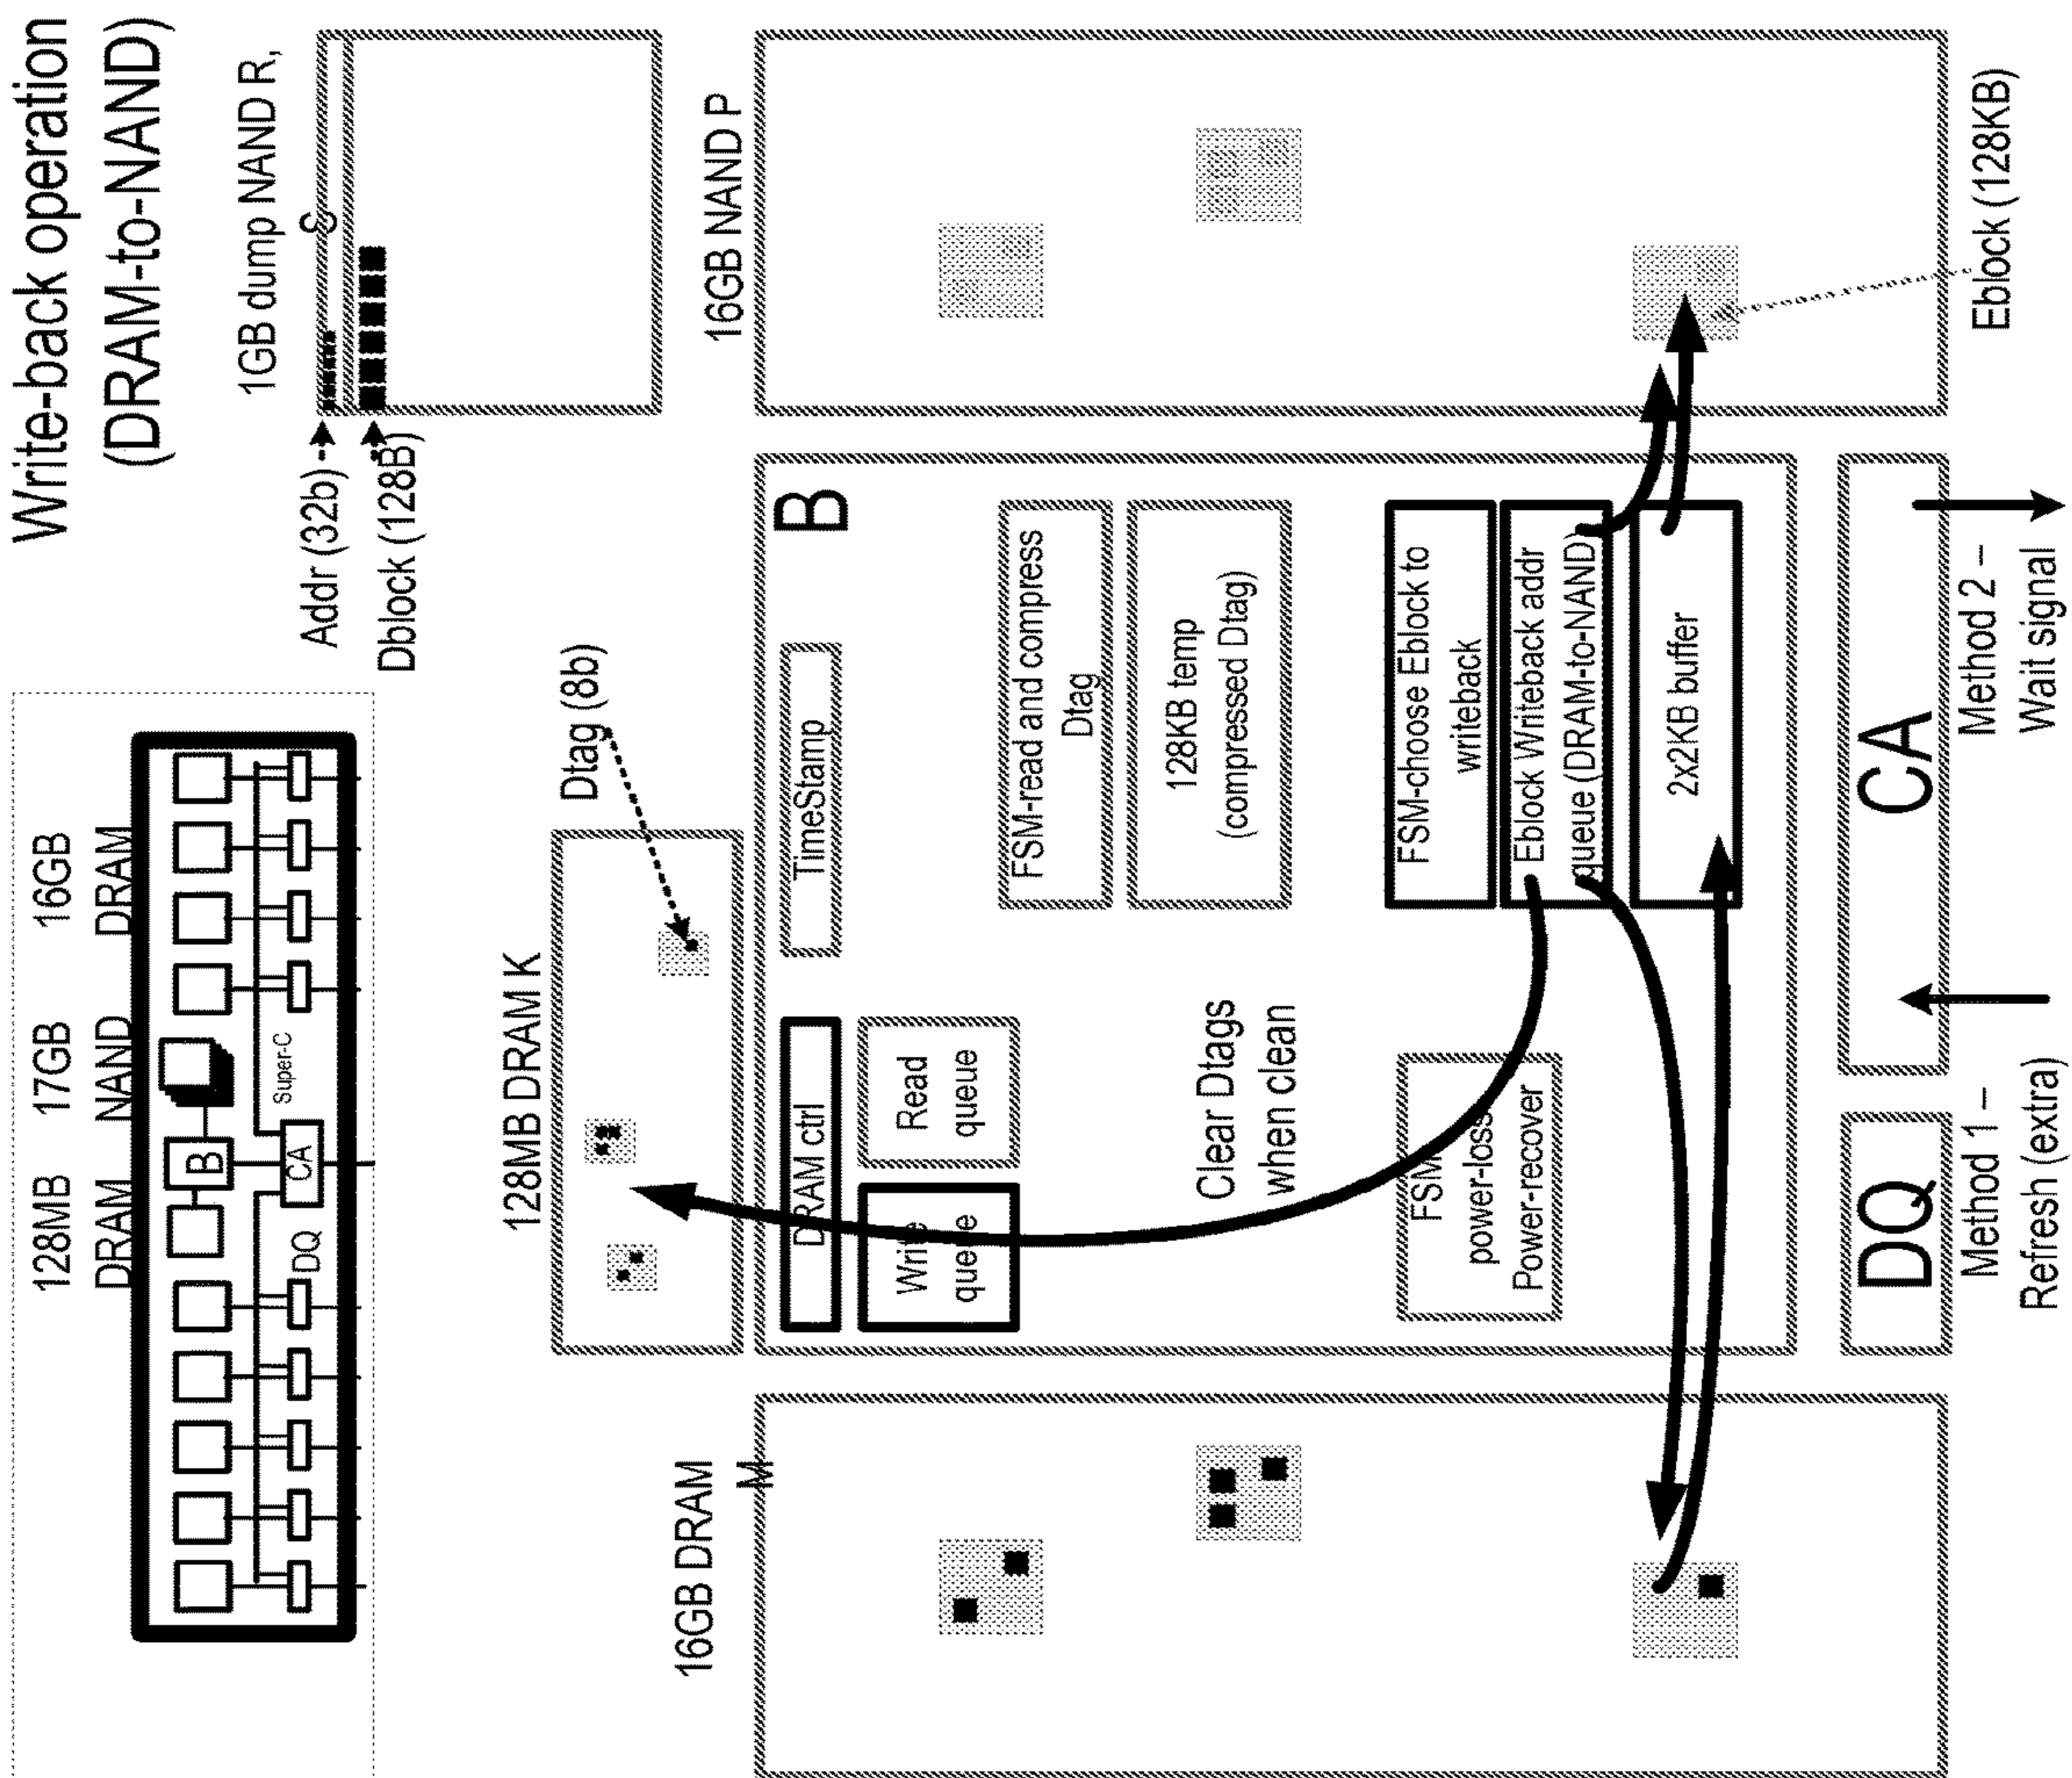 Write-back operation
(DRAM-to-NAND)
128MB
DRAM
17GB
NAND
16GB
DRAM
B
CA
DQ
Super-C
1GB dump NAND R,
S
Addr (32b)
Dblock (128B)
Dtag (8b)
128MB DRAM K
16GB DRAM
M
16GB NAND P
B
DRAM ctrl
TimeStamp
Write
queue
Read
queue
FSM-read and compress
Dtag
128KB temp
(compressed Dtag)
Clear Dtags
when clean
FSM
power-loss
Power-recover
FSM-choose Eblock to
writeback
Eblock Writeback addr
queue (DRAM-to-NAND)
2x2KB buffer
DQ
CA
Method 1 –
Refresh (extra)
Method 2 –
Wait signal
Eblock (128KB)